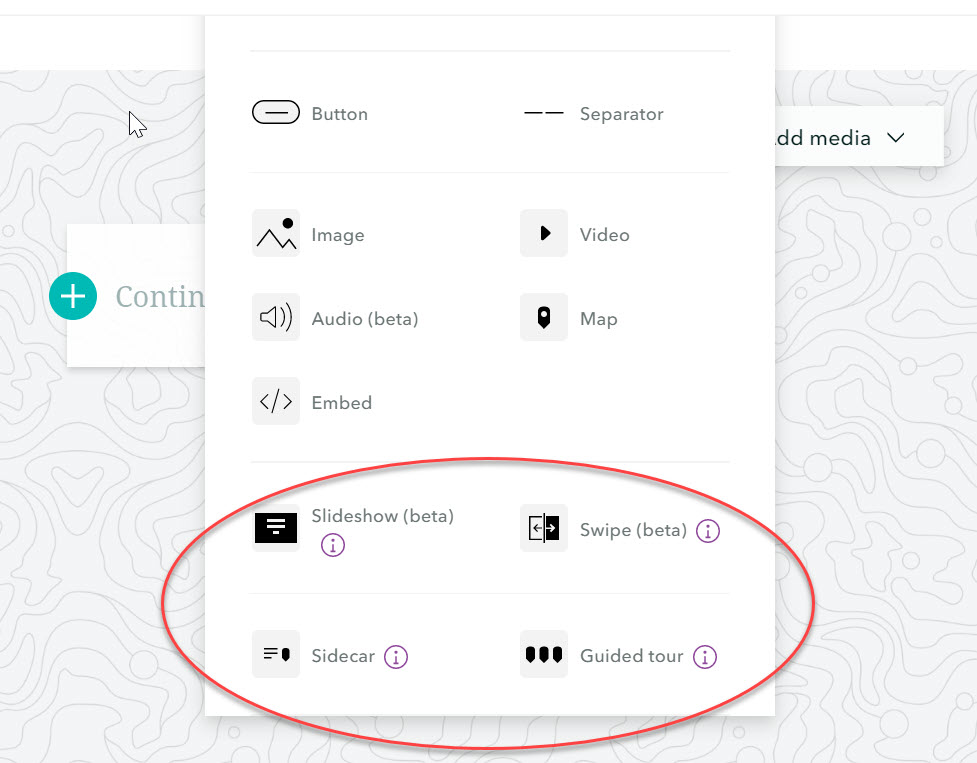 Button
Separator
dd media
Image
Video
Contin
Audio (beta)
Map
Embed
Slideshow (beta)
Swipe (beta)
Sidecar
Guided tour